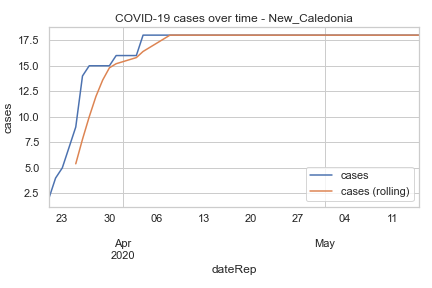 COVID-19 cases over time - New_Caledonia
cases
17.5
15.0
12.5
10.0
7.5
5.0
2.5
cases
cases (rolling)
23 30 06 13 20 27 04 11
Apr May
2020
dateRep